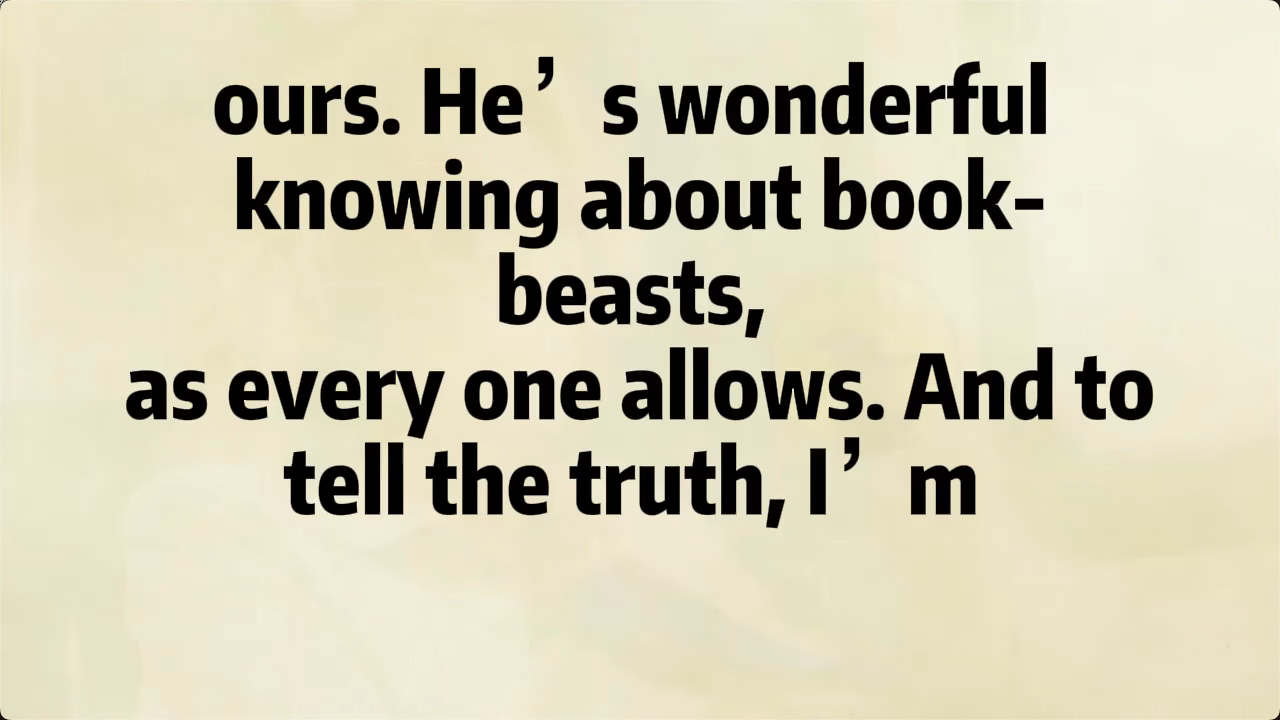 ours. He’s wonderful
knowing about book-
beasts,
as every one allows. And to
tell the truth, I’m